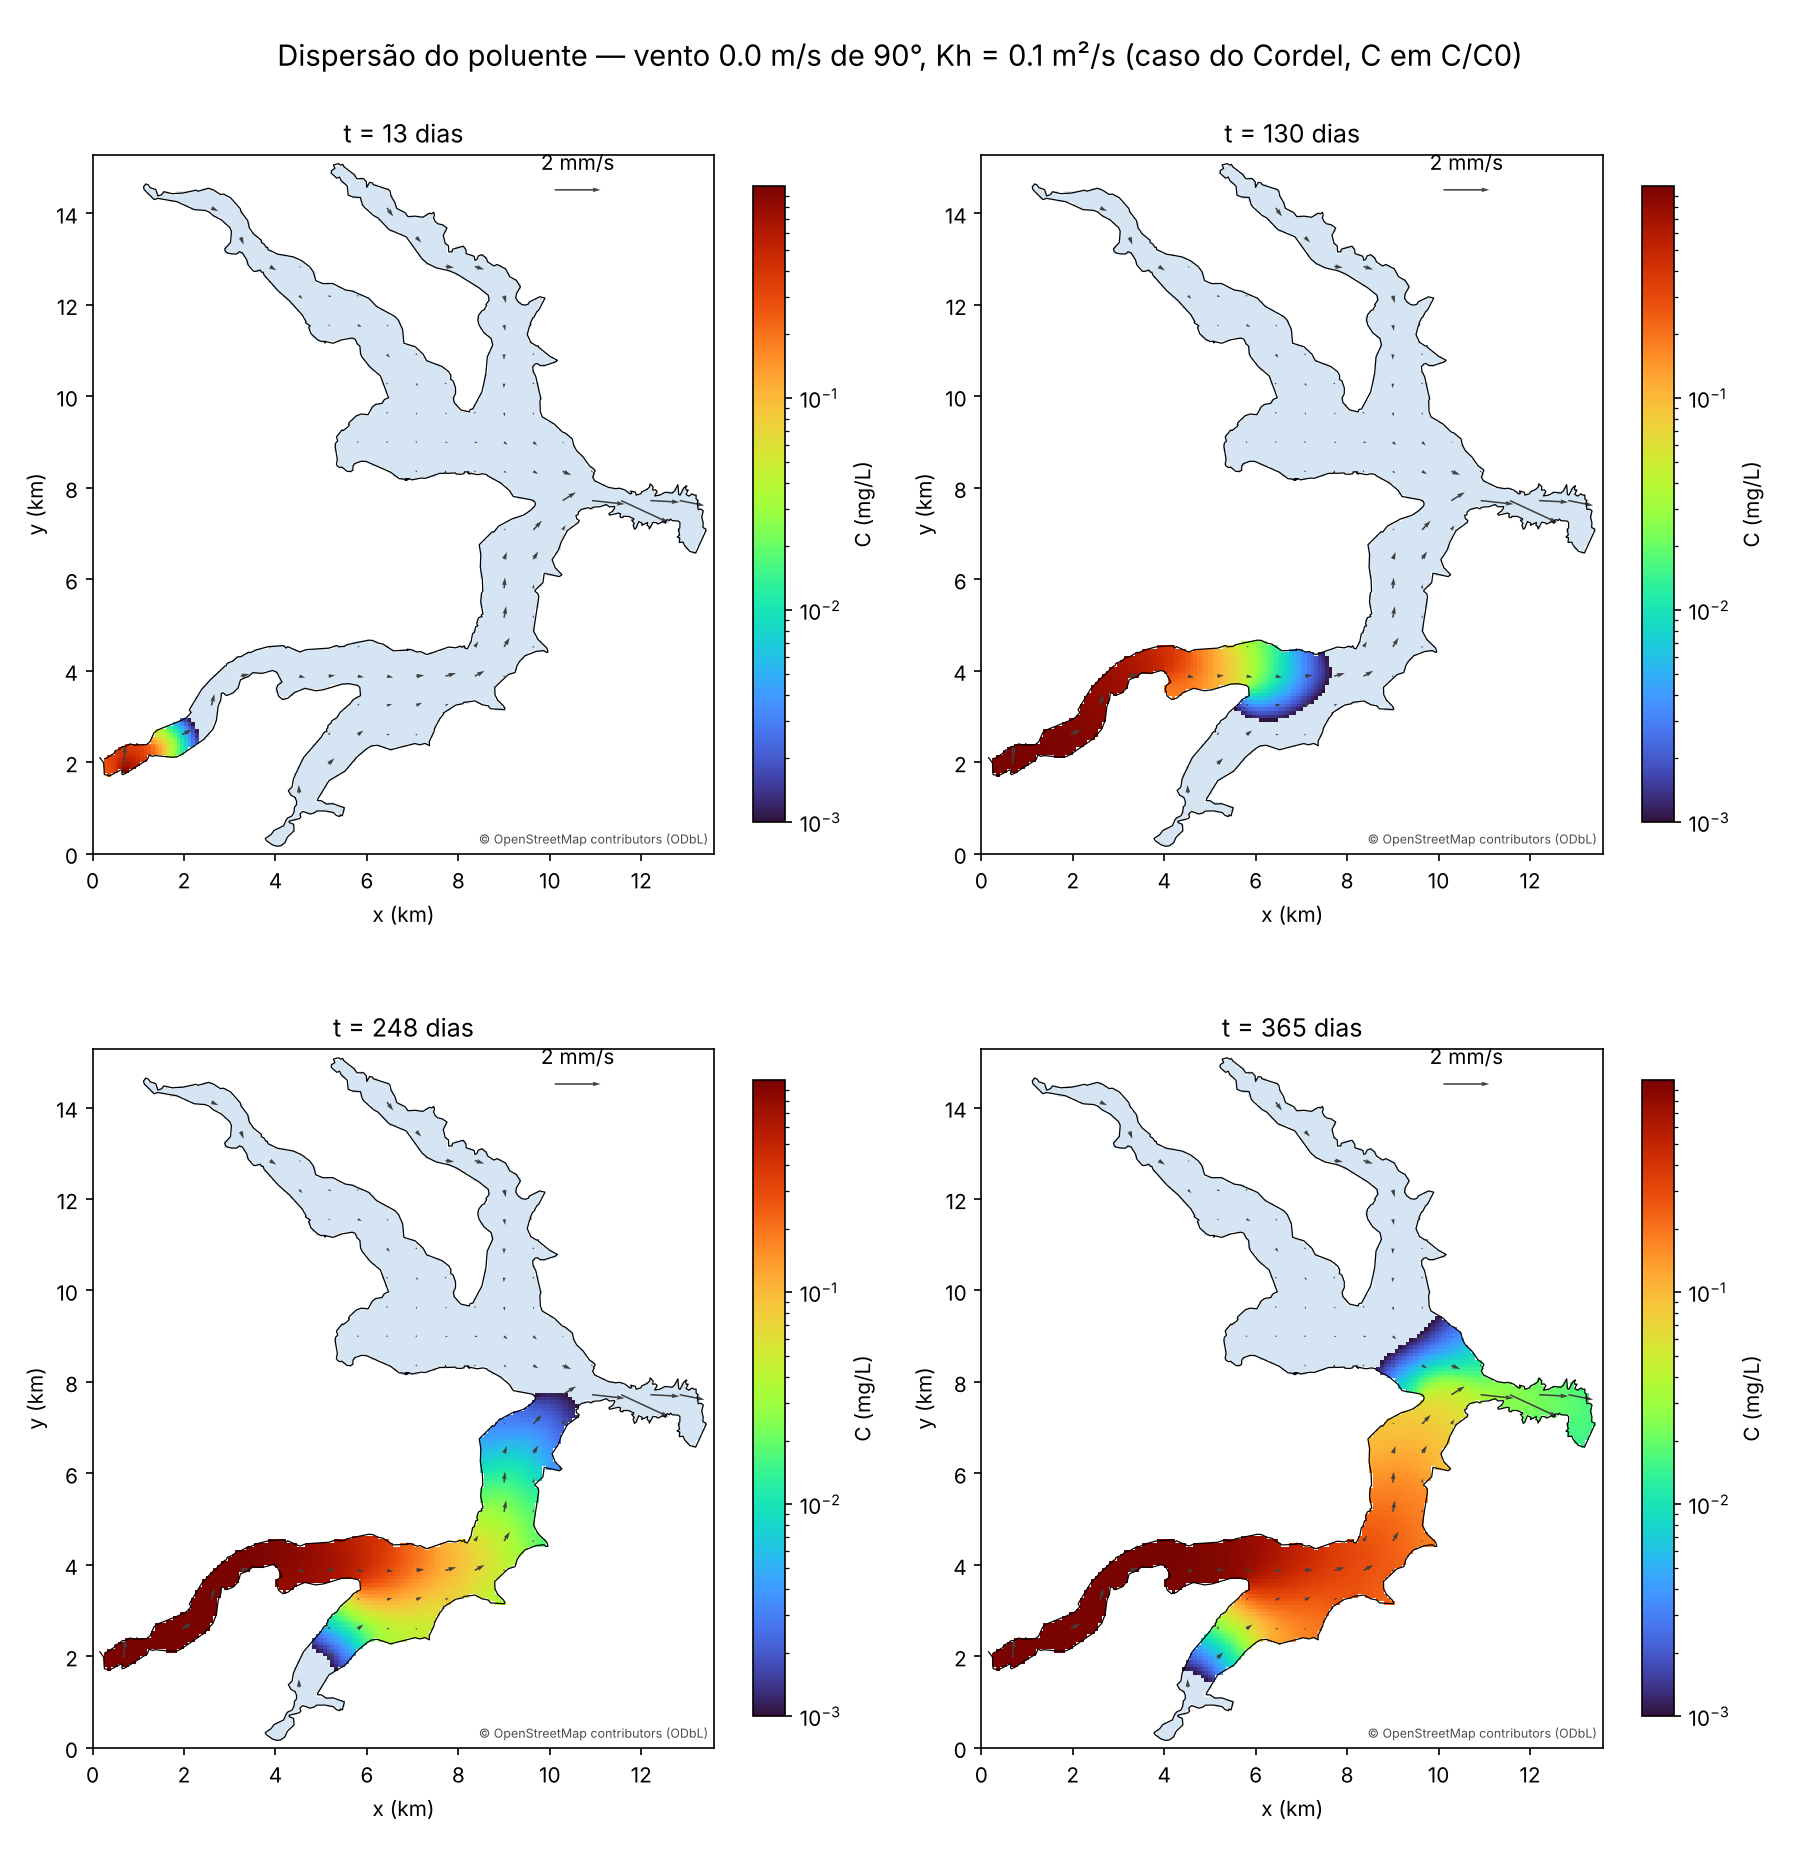 Dispersão do poluente — vento 0.0 m/s de 90°, Kh = 0.1 m²/s (caso do Cordel, C em C/C0)
t = 13 dias
2 mm/s
14
12
10
8
6
4
2
0
0 2 4 6 8 10 12
x (km)
y (km)
© OpenStreetMap contributors (ODbL)
10⁻¹
10⁻²
10⁻³
C (mg/L)
t = 130 dias
2 mm/s
14
12
10
8
6
4
2
0
0 2 4 6 8 10 12
x (km)
y (km)
© OpenStreetMap contributors (ODbL)
10⁻¹
10⁻²
10⁻³
C (mg/L)
t = 248 dias
2 mm/s
14
12
10
8
6
4
2
0
0 2 4 6 8 10 12
x (km)
y (km)
© OpenStreetMap contributors (ODbL)
10⁻¹
10⁻²
10⁻³
C (mg/L)
t = 365 dias
2 mm/s
14
12
10
8
6
4
2
0
0 2 4 6 8 10 12
x (km)
y (km)
© OpenStreetMap contributors (ODbL)
10⁻¹
10⁻²
10⁻³
C (mg/L)